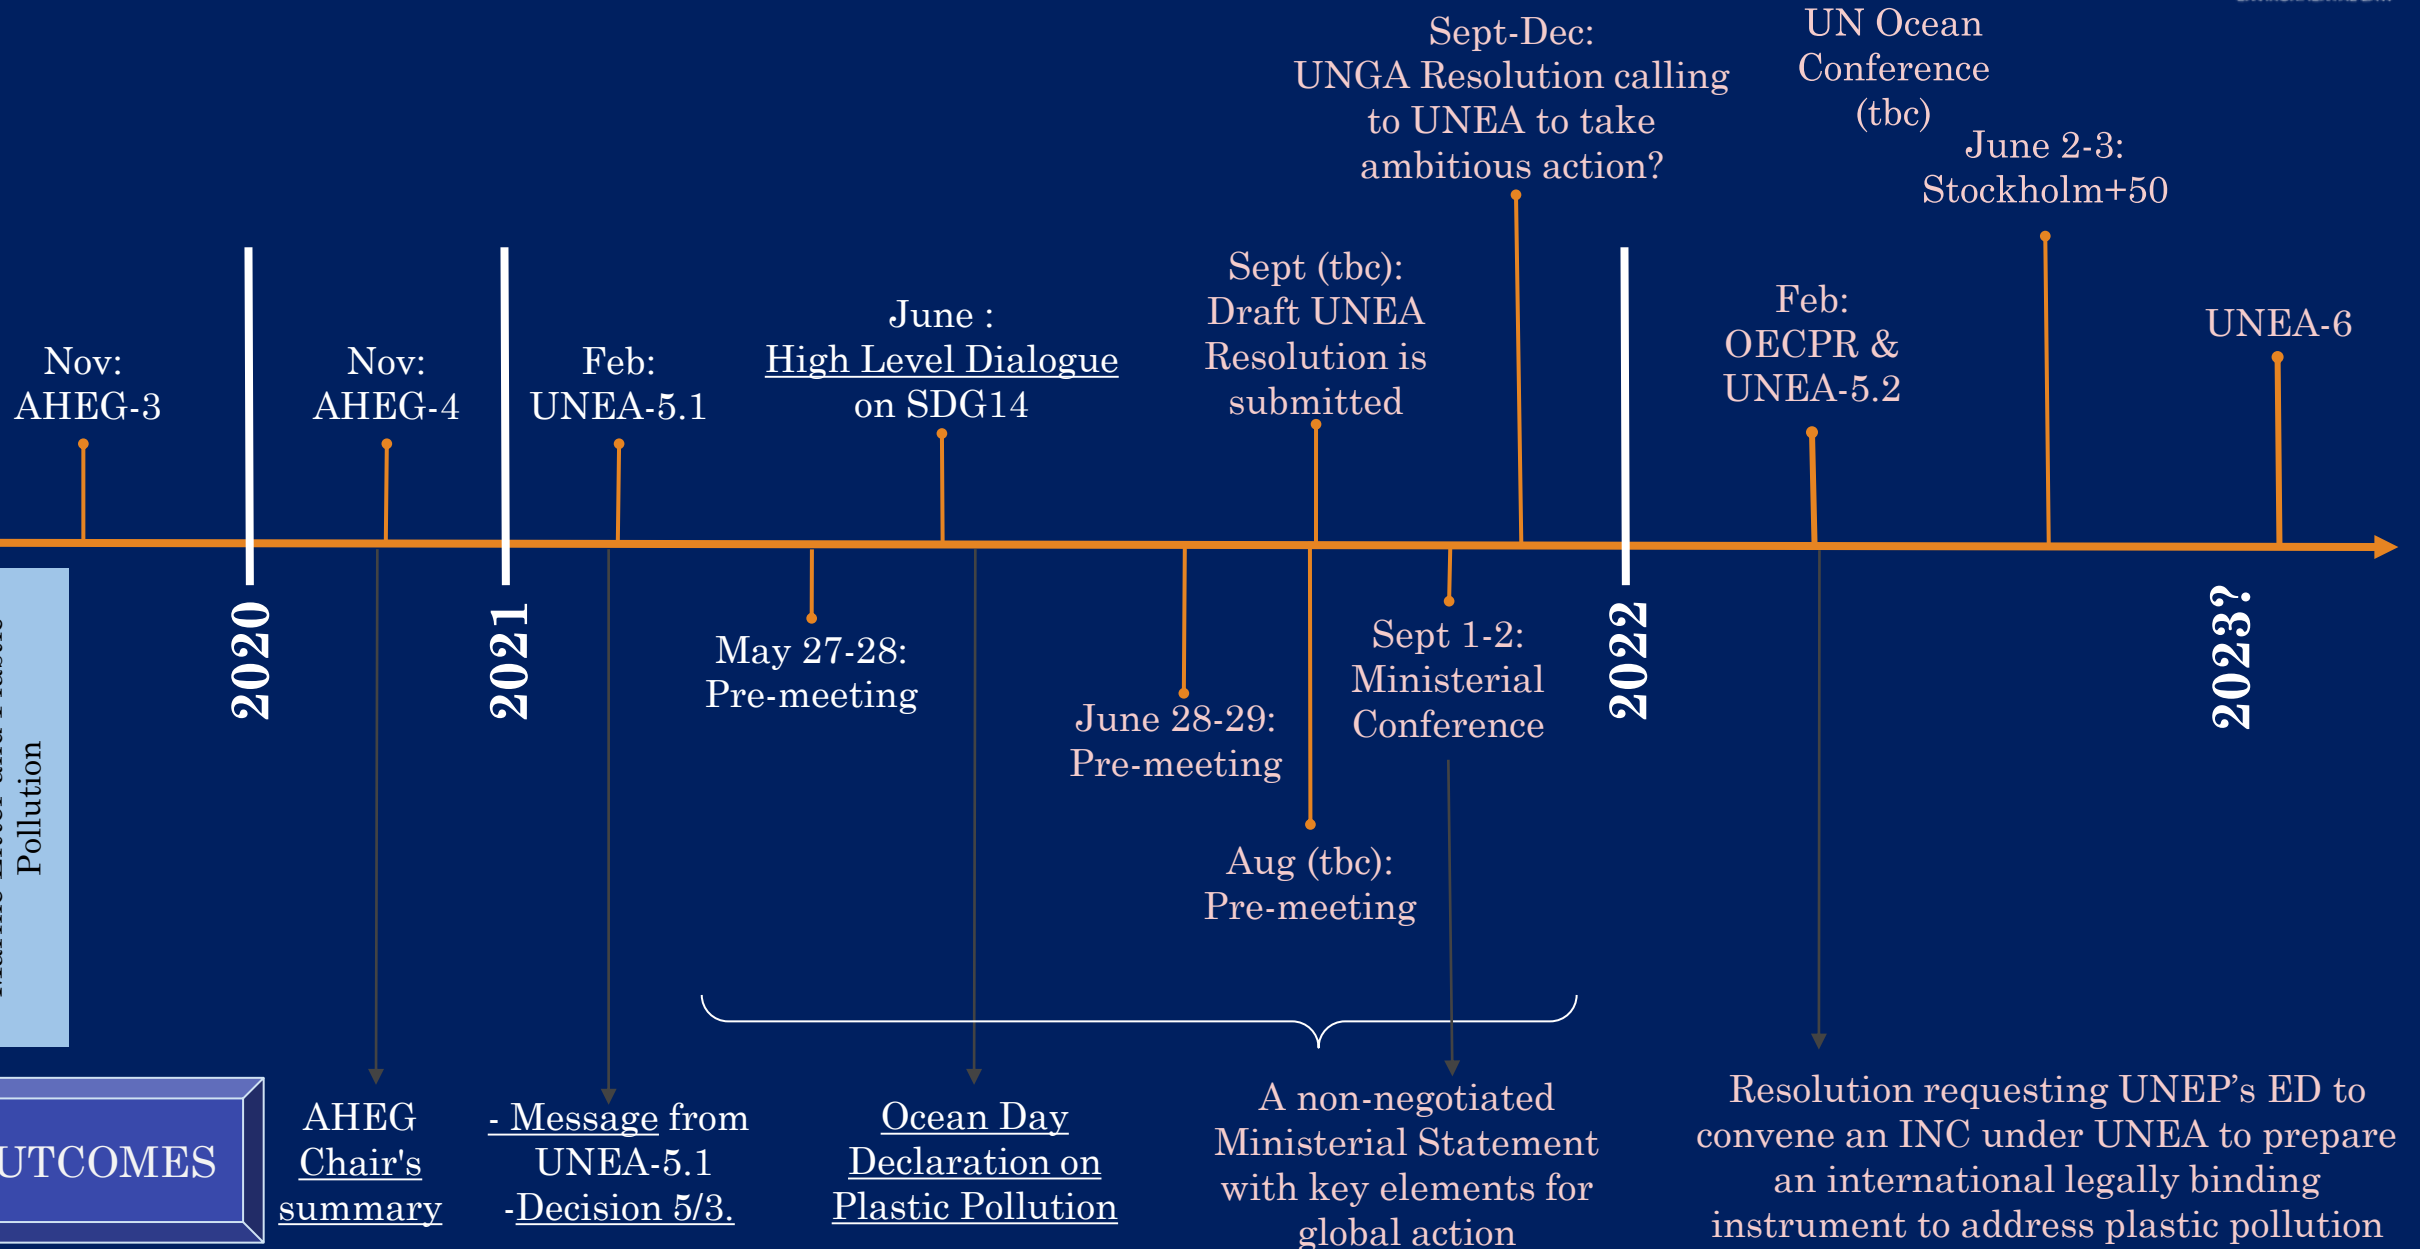 Sept-Dec:
UNGA Resolution calling
to UNEA to take
ambitious action?
UN Ocean
Conference
(tbc)
June 2-3:
Stockholm+50
Nov:
AHEG-3
Nov:
AHEG-4
Feb:
UNEA-5.1
June :
High Level Dialogue
on SDG14
Sept (tbc):
Draft UNEA
Resolution is
submitted
Feb:
OECPR &
UNEA-5.2
UNEA-6
2020
2021
2022
2023?
Pollution
May 27-28:
Pre-meeting
June 28-29:
Pre-meeting
Aug (tbc):
Pre-meeting
Sept 1-2:
Ministerial
Conference
UTCOMES
AHEG
Chair's
summary
- Message from
UNEA-5.1
-Decision 5/3.
Ocean Day
Declaration on
Plastic Pollution
A non-negotiated
Ministerial Statement
with key elements for
global action
Resolution requesting UNEP’s ED to
convene an INC under UNEA to prepare
an international legally binding
instrument to address plastic pollution